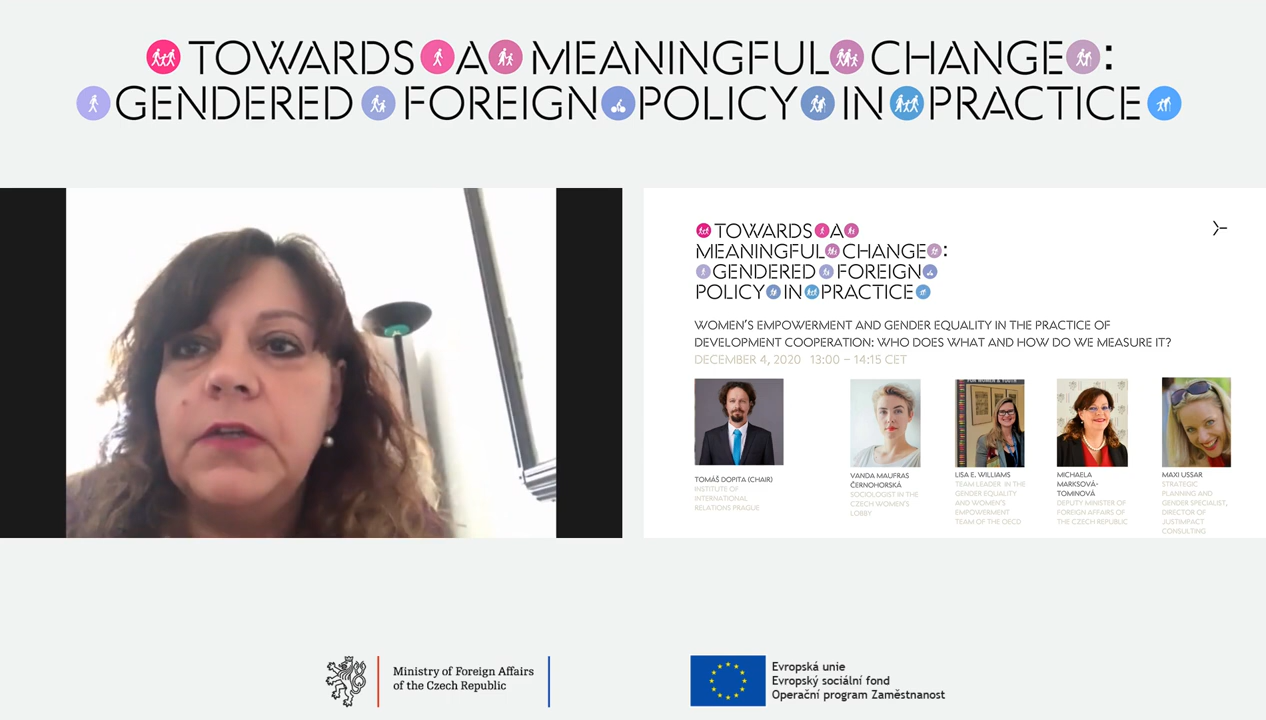 TOWARDS A MEANINGFUL CHANGE:
GENDERED FOREIGN POLICY IN PRACTICE
TOWARDS A
MEANINGFUL CHANGE:
GENDERED FOREIGN
POLICY IN PRACTICE
WOMEN'S EMPOWERMENT AND GENDER EQUALITY IN THE PRACTICE OF
DEVELOPMENT COOPERATION: WHO DOES WHAT AND HOW DO WE MEASURE IT?
DECEMBER 4, 2020 13:00 – 14:15 CET
FOR WOMEN & YOUTH
TOMÁŠ DOPITA (CHAIR)
INSTITUTE OF
INTERNATIONAL
RELATIONS PRAGUE
VANDA MAUFRAS
ČERNOHORSKÁ
SOCIOLOGIST IN THE
CZECH WOMEN'S
LOBBY
LISA E. WILLIAMS
TEAM LEADER IN THE
GENDER EQUALITY
AND WOMEN'S
EMPOWERMENT
TEAM OF THE OECD
MICHAELA
MARKSOVÁ-
TOMINOVÁ
DEPUTY MINISTER OF
FOREIGN AFFAIRS OF
THE CZECH REPUBLIC
MAXI USSAR
STRATEGIC
PLANNING AND
GENDER SPECIALIST,
DIRECTOR OF
JUSTIMPACT
CONSULTING
Ministry of Foreign Affairs
of the Czech Republic
Evropská unie
Evropský sociální fond
Operační program Zaměstnanost